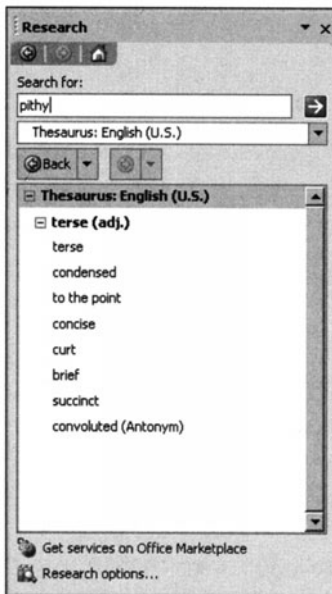 Research
Search for:
pithy
Thesaurus: English (U.S.)
Back
Thesaurus: English (U.S.)
terse (adj.)
terse
condensed
to the point
concise
curt
brief
succinct
convoluted (Antonym)
Get services on Office Marketplace
Research options...